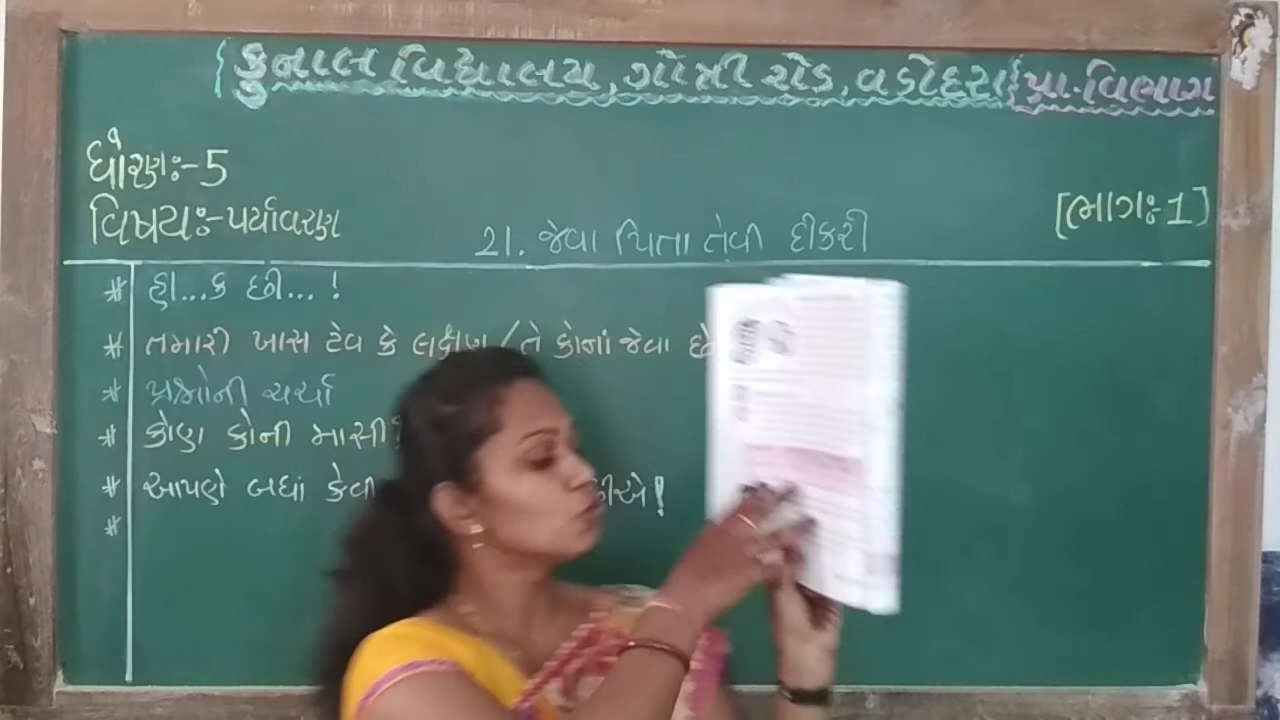 { કુનાલ વિદ્યાલય, ગોત્રી રોડ, વડોદરા { પ્રા. વિભાગ
ધોરણઃ-5
વિષયઃ-પર્યાવરણ
[ભાગઃ 1]
21. જેવા પિતા તેવી દીકરી
* હા...ક છી...!
* તમારી ખાસ ટેવ કે લક્ષણ / તે કોનાં જેવા છે
* પ્રશ્નોની ચર્ચા
* કોણ કોની માસી?
* આપણે બધાં કેવી છીએ!
*